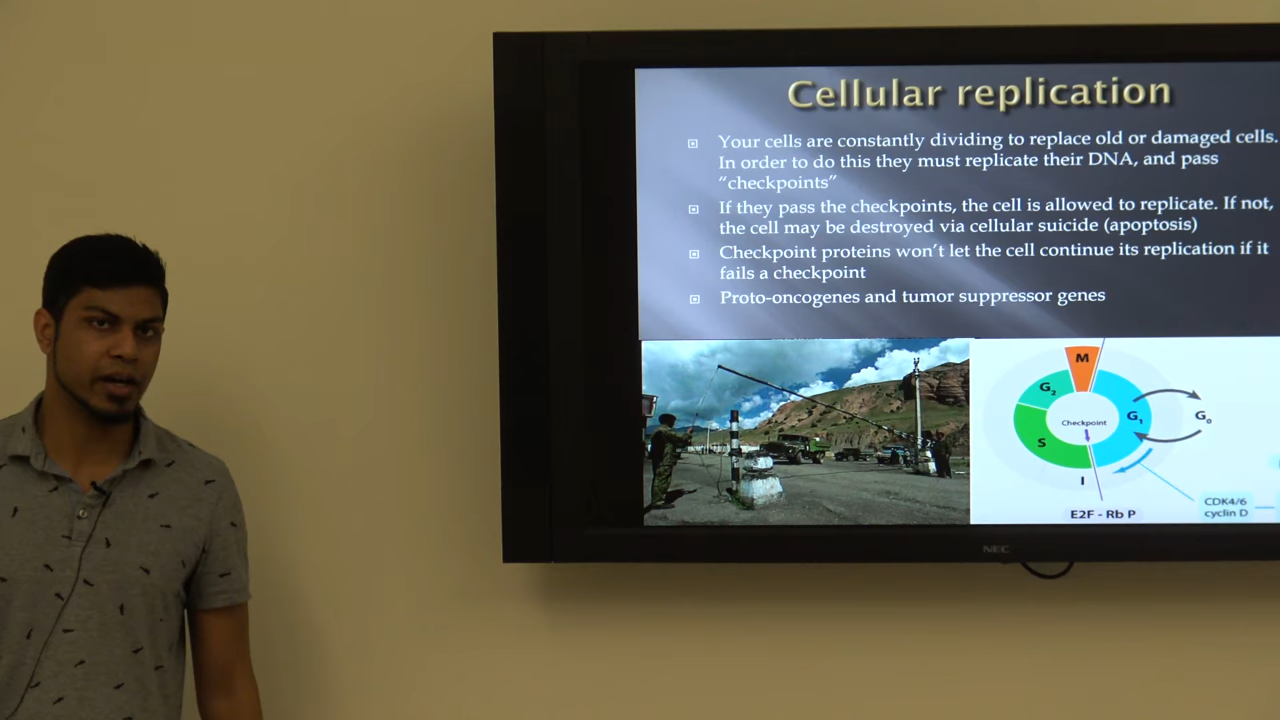 Cellular replication
Your cells are constantly dividing to replace old or damaged cells.
In order to do this they must replicate their DNA, and pass
“checkpoints”
If they pass the checkpoints, the cell is allowed to replicate. If not,
the cell may be destroyed via cellular suicide (apoptosis)
Checkpoint proteins won’t let the cell continue its replication if it
fails a checkpoint
Proto-oncogenes and tumor suppressor genes
M
G₂
G₁
G₀
Checkpoint
S
I
CDK4/6
cyclin D
E2F - Rb P
NEC